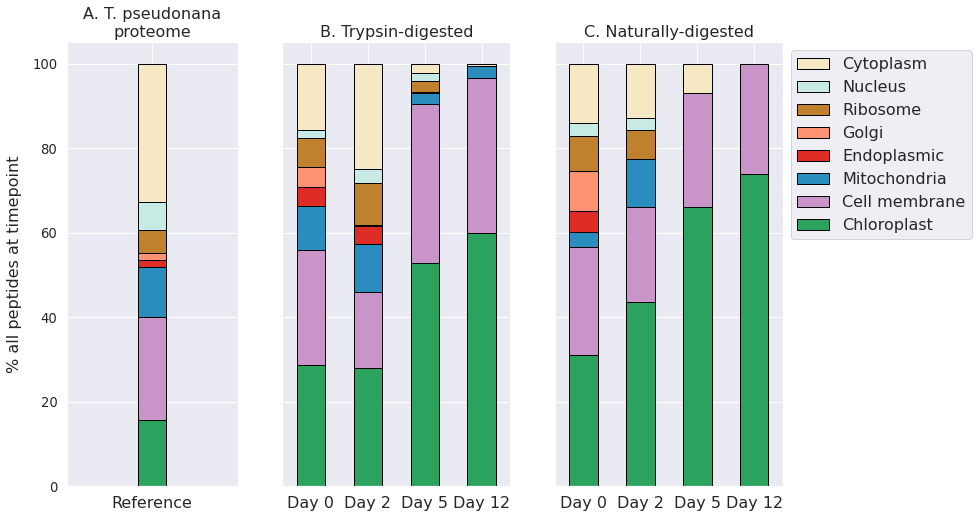 A. T. pseudonana
proteome
B. Trypsin-digested
C. Naturally-digested
% all peptides at timepoint
100
80
60
40
20
0
Reference
Day 0 Day 2 Day 5 Day 12
Day 0 Day 2 Day 5 Day 12
Cytoplasm
Nucleus
Ribosome
Golgi
Endoplasmic
Mitochondria
Cell membrane
Chloroplast